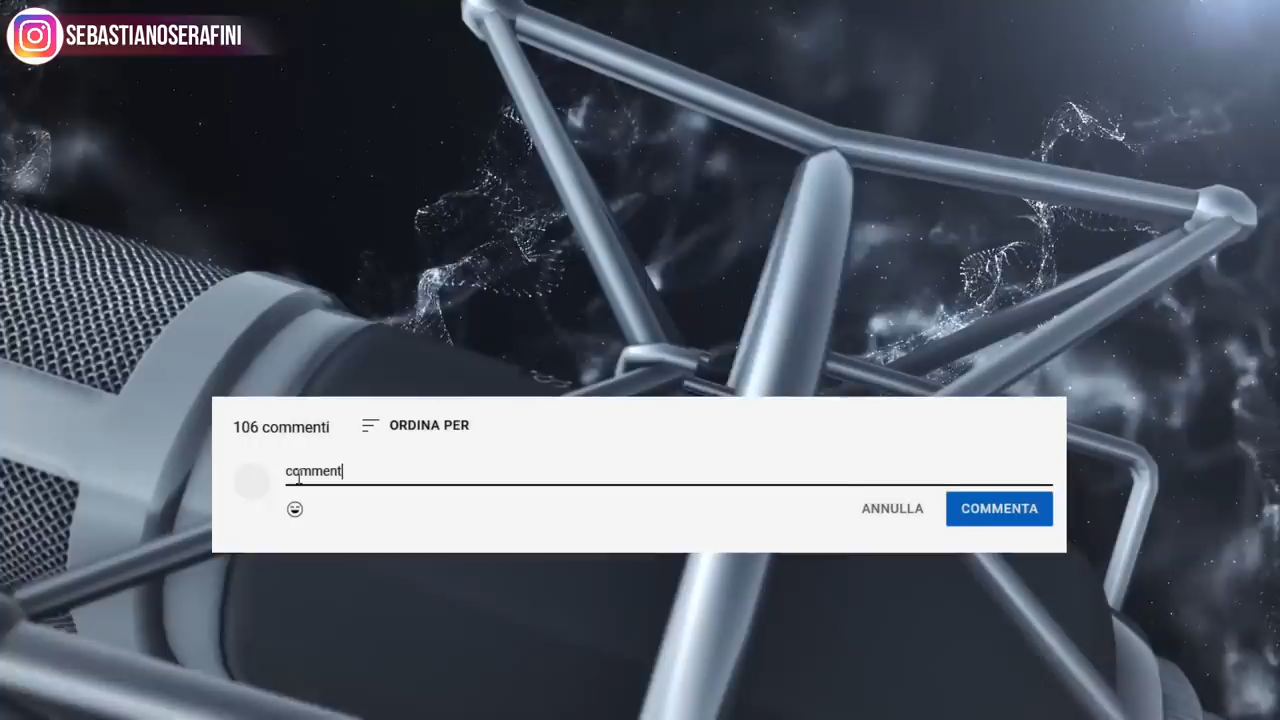 SEBASTIANOSERAFINI
106 commenti ORDINA PER
comment
ANNULLA COMMENTA